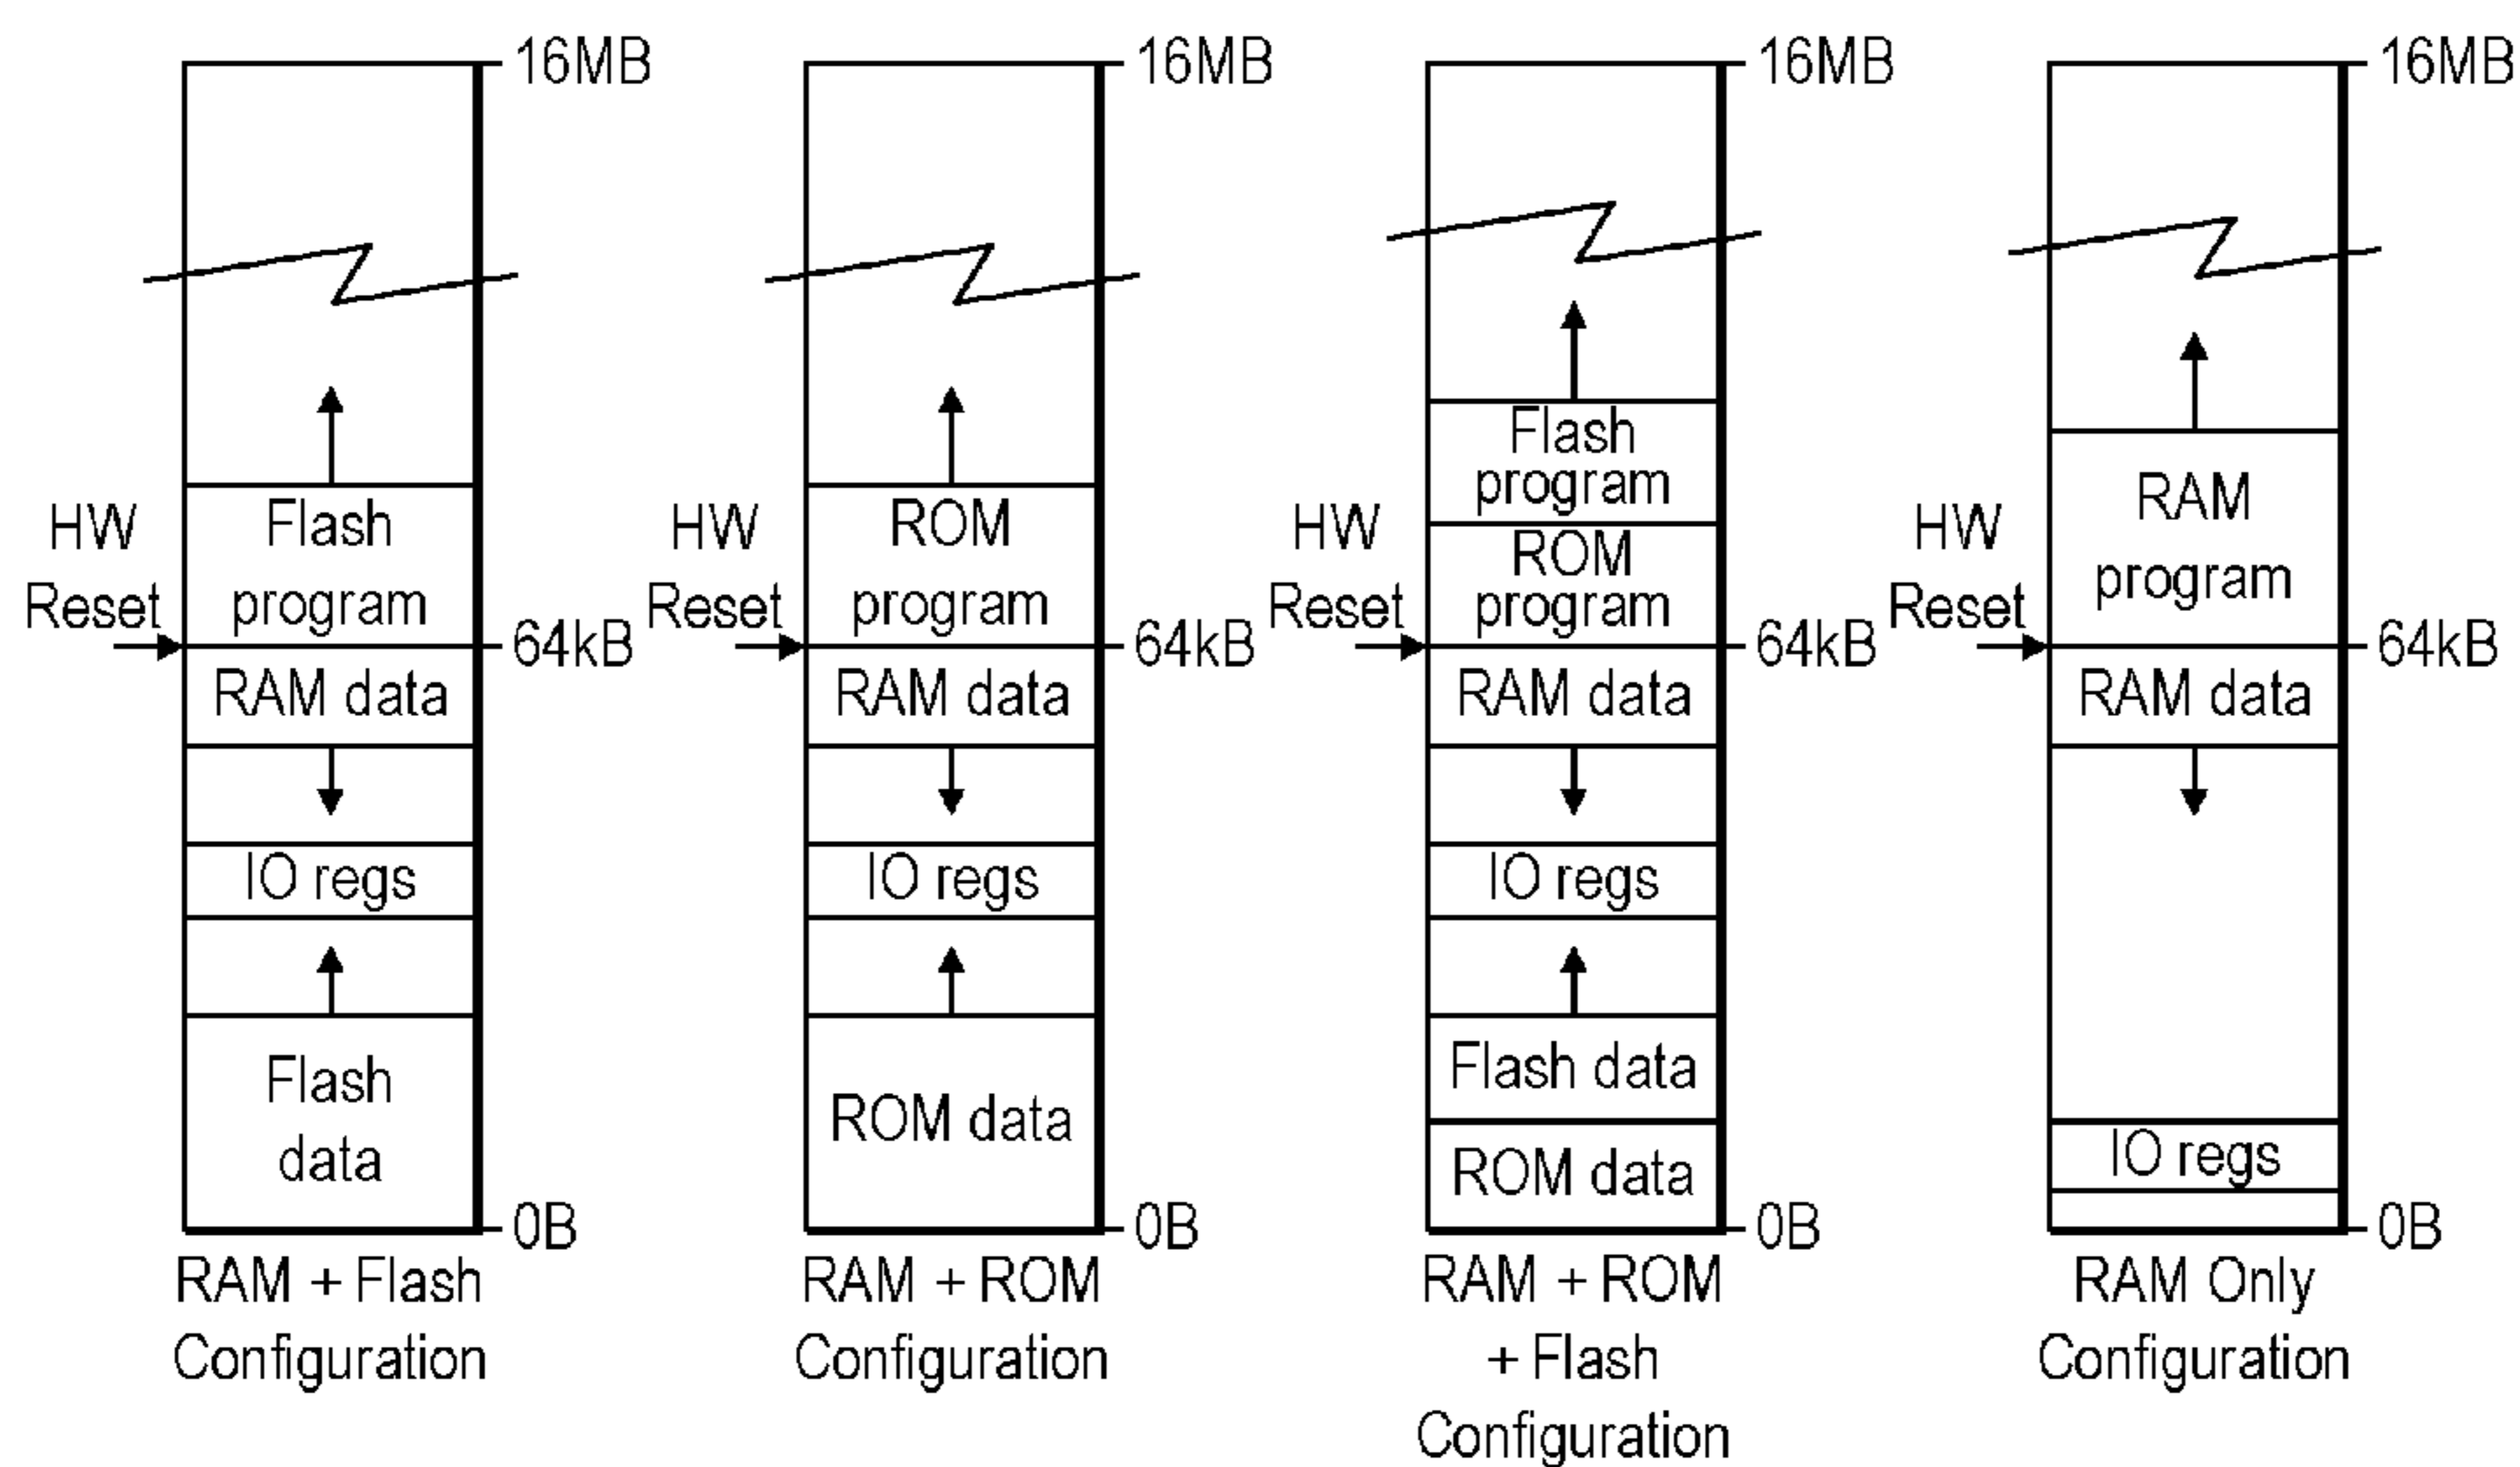 16MB
Flash
program
HW
Reset
64kB
RAM data
IO regs
Flash
data
0B
RAM + Flash
Configuration
16MB
ROM
program
HW
Reset
64kB
RAM data
IO regs
ROM data
0B
RAM + ROM
Configuration
16MB
Flash
program
ROM
program
HW
Reset
64kB
RAM data
IO regs
Flash data
ROM data
0B
RAM + ROM
+ Flash
Configuration
16MB
RAM
program
HW
Reset
64kB
RAM data
IO regs
0B
RAM Only
Configuration